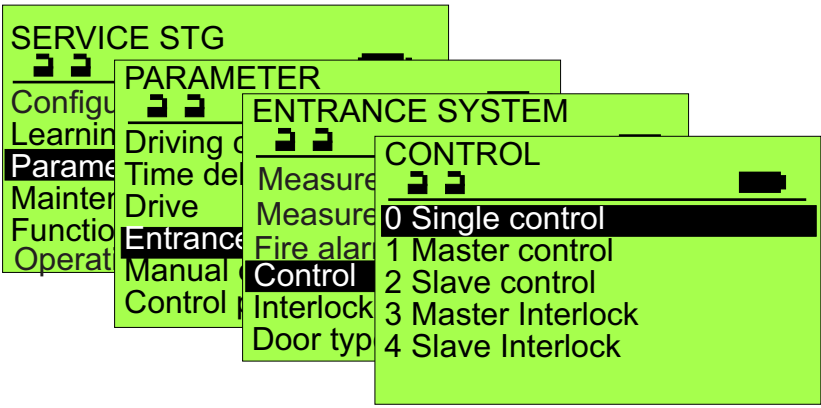 SERVICE STG
Configu
Learnin
Parame
Mainter
Functio
Operati
PARAMETER
Driving
Time del
Drive
Entrance
Manual
Control
ENTRANCE SYSTEM
Measure
Measure
Fire alar
Control
Interlock
Door typ
CONTROL
0 Single control
1 Master control
2 Slave control
3 Master Interlock
4 Slave Interlock